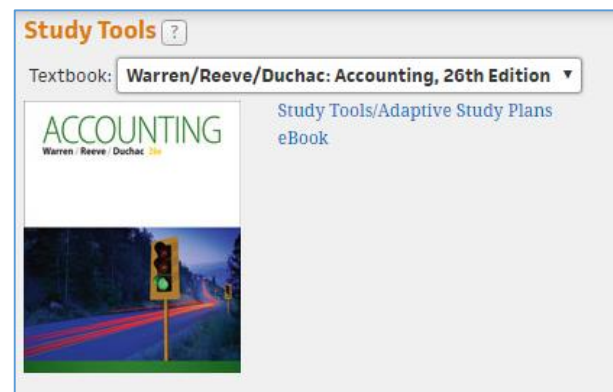 Study Tools ?
Textbook: Warren/Reeve/Duchac: Accounting, 26th Edition
Study Tools/Adaptive Study Plans
eBook
ACCOUNTING
Warren / Reeve / Duchac 26e